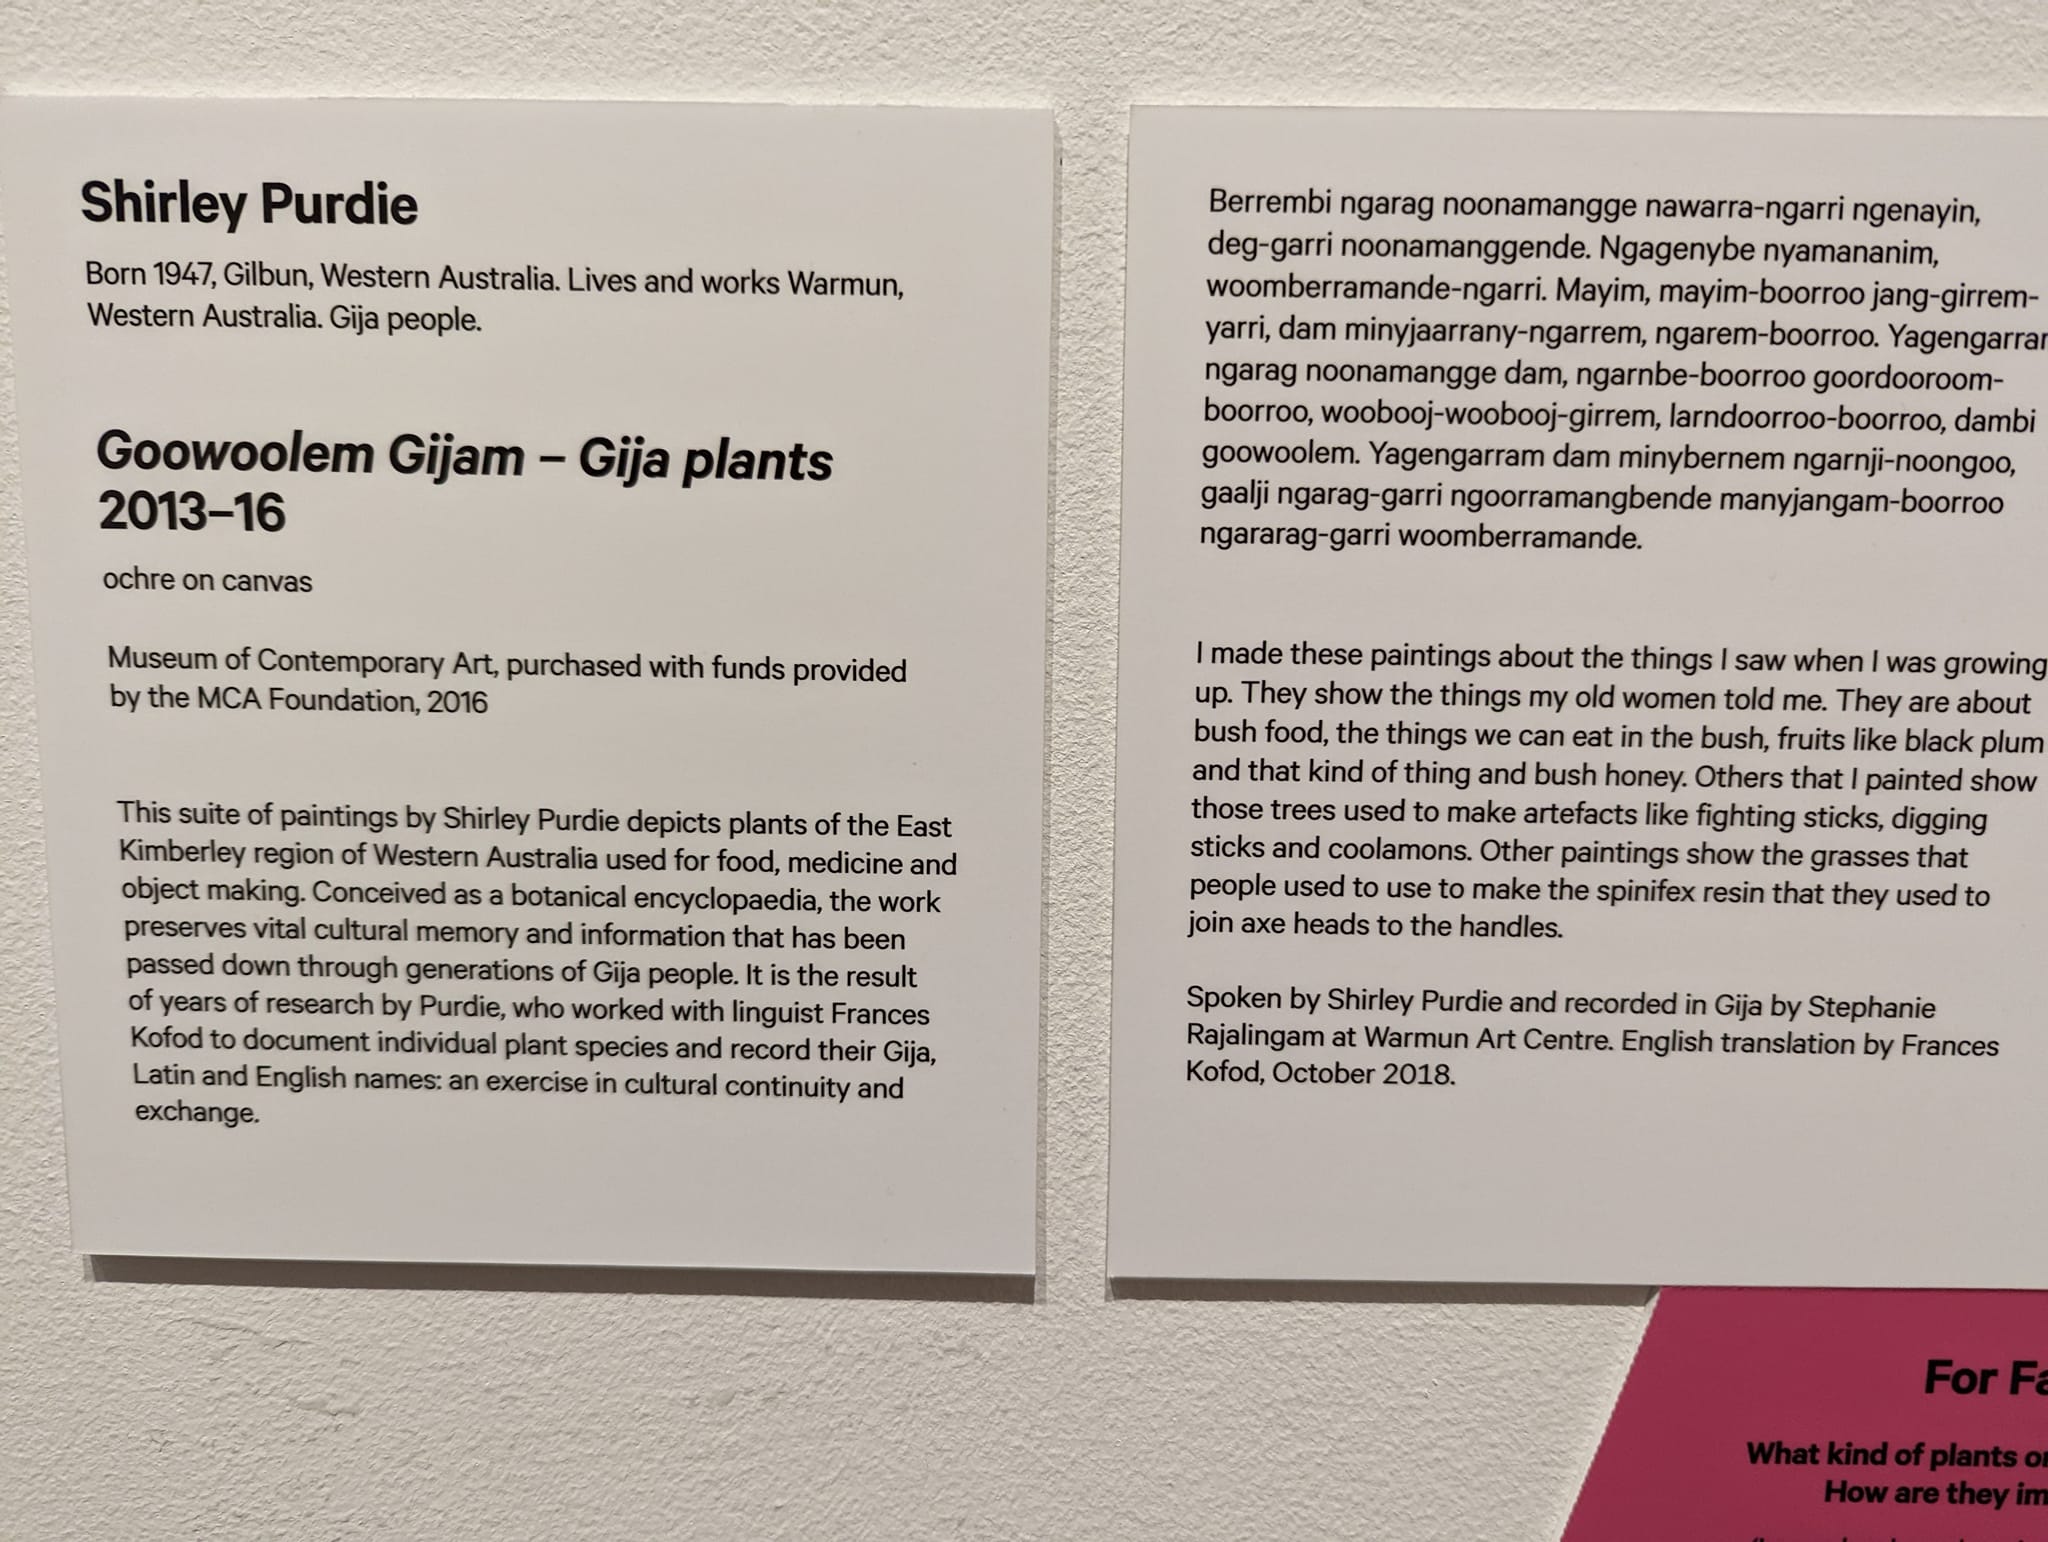 Shirley Purdie
Born 1947, Gilbun, Western Australia. Lives and works Warmun,
Western Australia. Gija people.
Goowoolem Gijam – Gija plants
2013–16
ochre on canvas
Museum of Contemporary Art, purchased with funds provided
by the MCA Foundation, 2016
This suite of paintings by Shirley Purdie depicts plants of the East
Kimberley region of Western Australia used for food, medicine and
object making. Conceived as a botanical encyclopaedia, the work
preserves vital cultural memory and information that has been
passed down through generations of Gija people. It is the result
of years of research by Purdie, who worked with linguist Frances
Kofod to document individual plant species and record their Gija,
Latin and English names: an exercise in cultural continuity and
exchange.
Berrembi ngarag noonamangge nawarra-ngarri ngenayin,
deg-garri noonamanggende. Ngagenybe nyamananim,
woomberramande-ngarri. Mayim, mayim-boorroo jang-girrem-
yarri, dam minyjaarrany-ngarrem, ngarem-boorroo.
ngarag noonamangge dam, ngarnbe-boorroo goordooroom-
boorroo, woobooj-woobooj-girrem, larndoorroo-boorroo, dambi
goowoolem. Yagengarram dam minybernem ngarnji-noongoo,
gaalji ngarag-garri ngoorramangbende manyjangam-boorroo
ngararag-garri woomberramande.
I made these paintings about the things I saw when I was growing
up. They show the things my old women told me. They are about
bush food, the things we can eat in the bush, fruits like black plum
and that kind of thing and bush honey. Others that I painted show
those trees used to make artefacts like fighting sticks, digging
sticks and coolamons. Other paintings show the grasses that
people used to use to make the spinifex resin that they used to
join axe heads to the handles.
Spoken by Shirley Purdie and recorded in Gija by Stephanie
Rajalingam at Warmun Art Centre. English translation by Frances
Kofod, October 2018.
For
What kind of plants
How are they